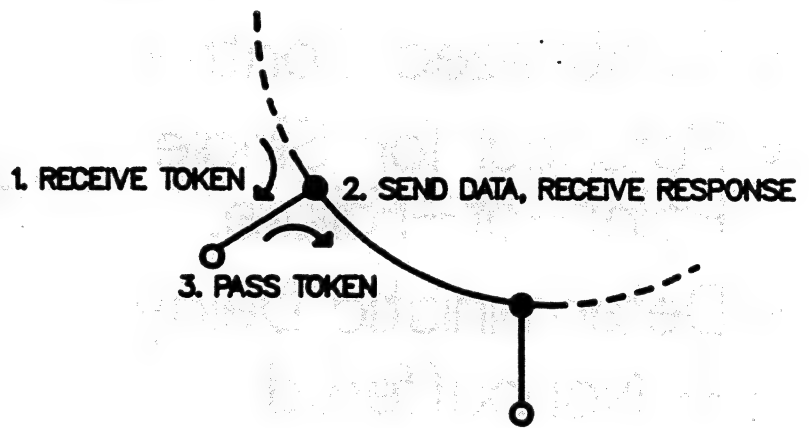 1. RECEIVE TOKEN
2. SEND DATA, RECEIVE RESPONSE
3. PASS TOKEN